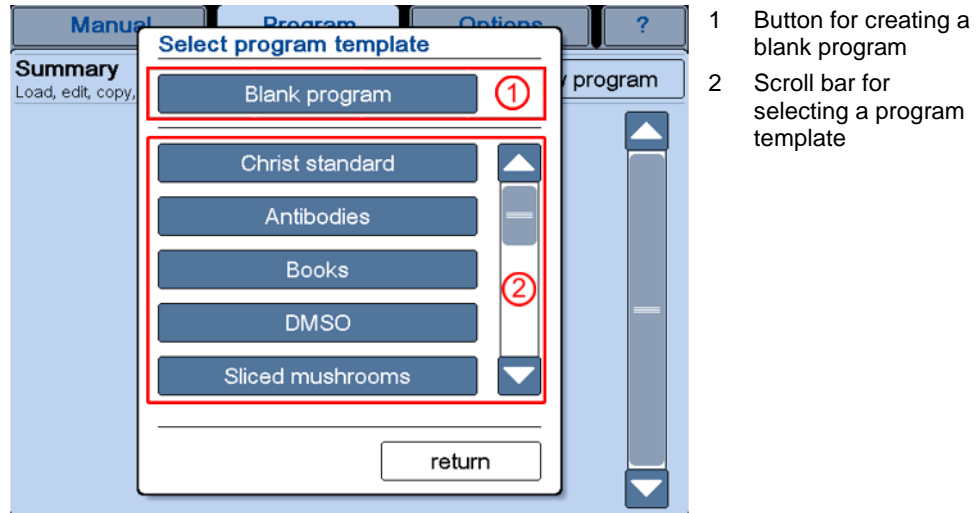 Manual Program Options ?
Select program template
Summary
Load, edit, copy,
program
Blank program 1
Christ standard
Antibodies
Books
2
DMSO
Sliced mushrooms
return
1 Button for creating a
blank program
2 Scroll bar for
selecting a program
template